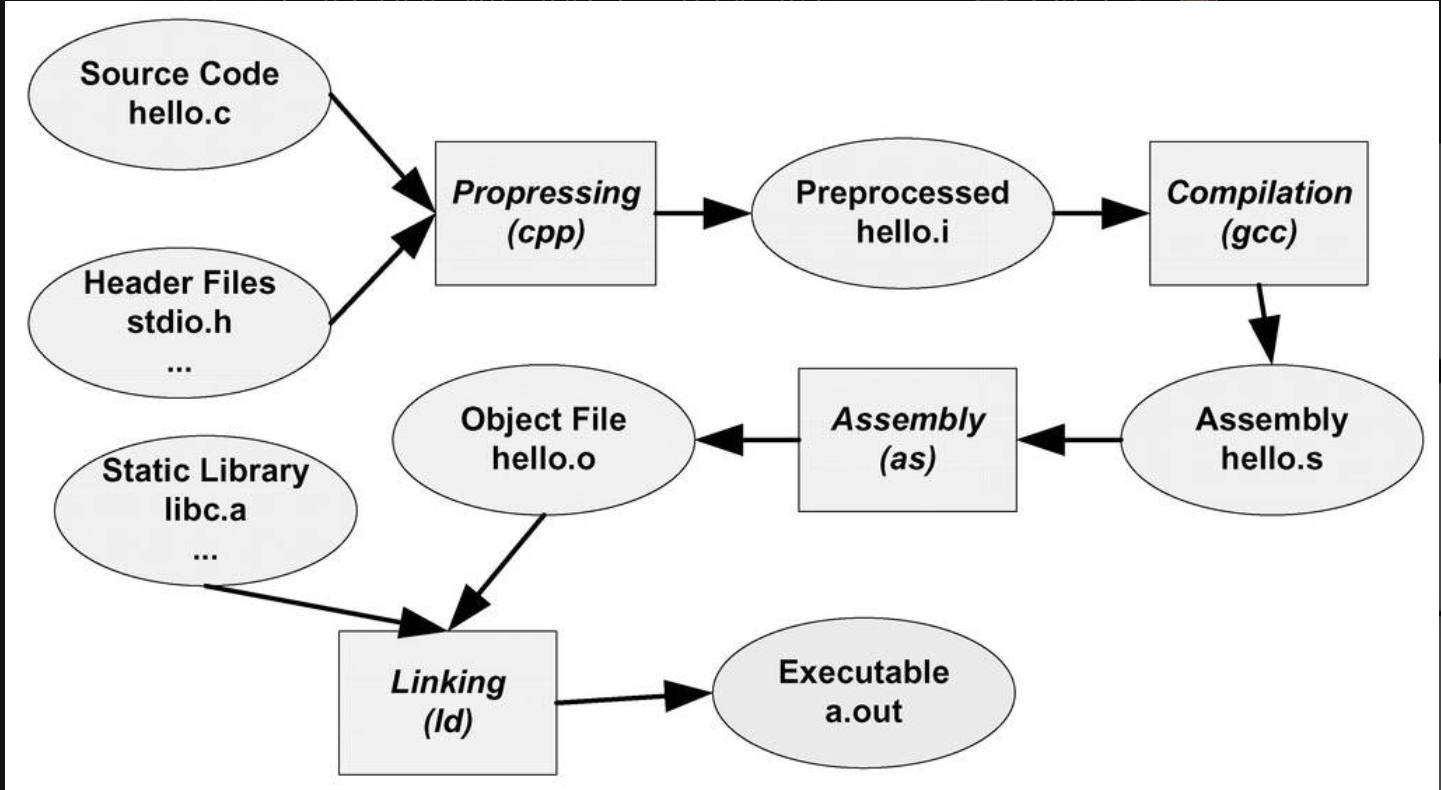 Source Code
hello.c
Header Files
stdio.h
...
Propressing
(cpp)
Preprocessed
hello.i
Compilation
(gcc)
Assembly
hello.s
Assembly
(as)
Object File
hello.o
Static Library
libc.a
...
Linking
(ld)
Executable
a.out